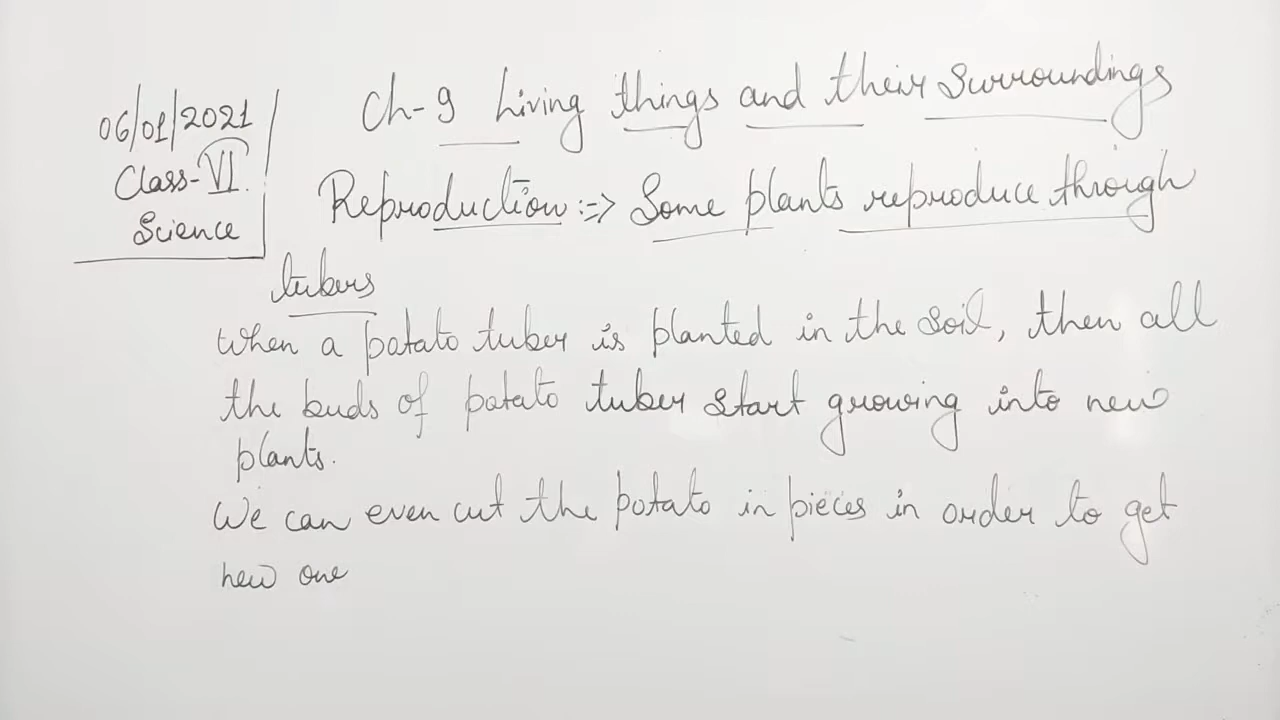 06/01/2021
Class-VI.
Science
Ch-9 Living things and their surroundings
Reproduction :=> Some plants reproduce through
tubers
When a potato tuber is planted in the soil, then all
the buds of potato tuber start growing into new
plants.
We can even cut the potato in pieces in order to get
new one